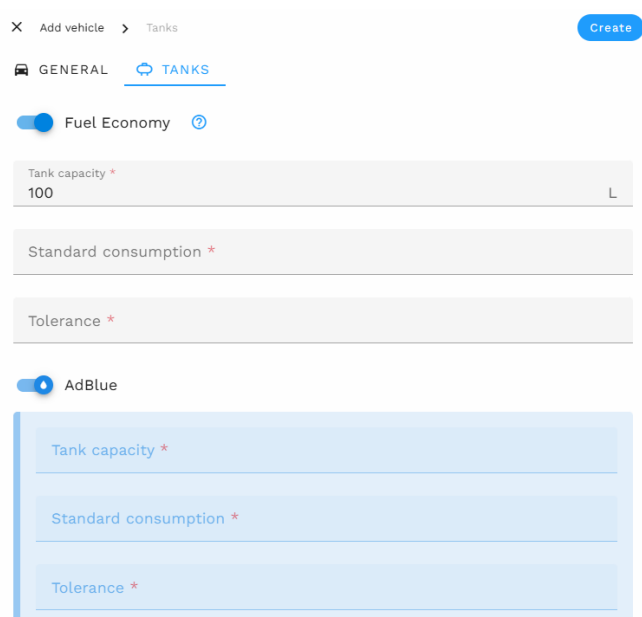 Add vehicle > Tanks
Create
GENERAL TANKS
Fuel Economy
Tank capacity *
100 L
Standard consumption *
Tolerance *
AdBlue
Tank capacity *
Standard consumption *
Tolerance *